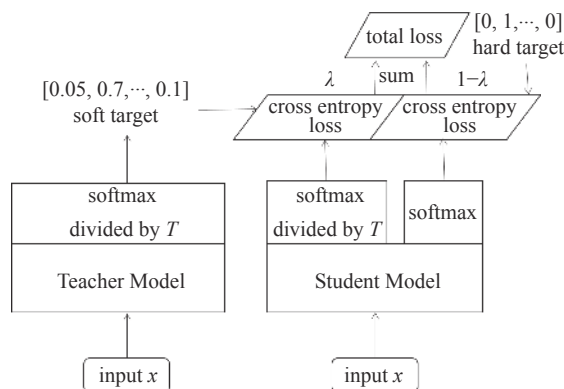 [0, 1,⋯, 0]
hard target
total loss
λ
sum
1−λ
[0.05, 0.7,⋯, 0.1]
soft target
cross entropy
loss
cross entropy
loss
softmax
divided by T
softmax
divided by T
softmax
Teacher Model
Student Model
input x
input x